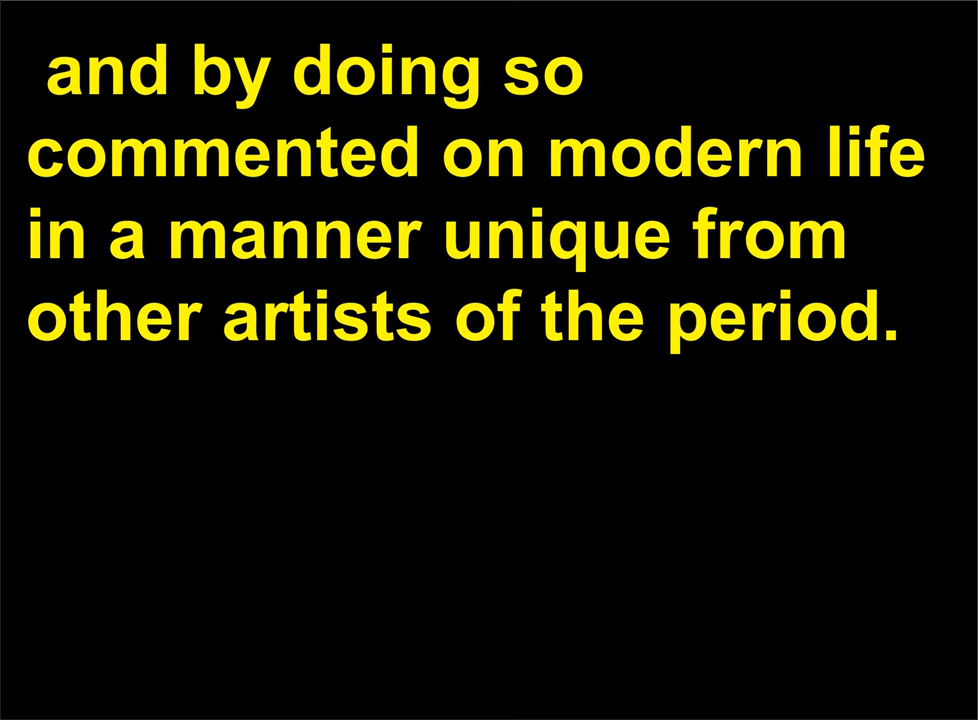 and by doing so
commented on modern life
in a manner unique from
other artists of the period.